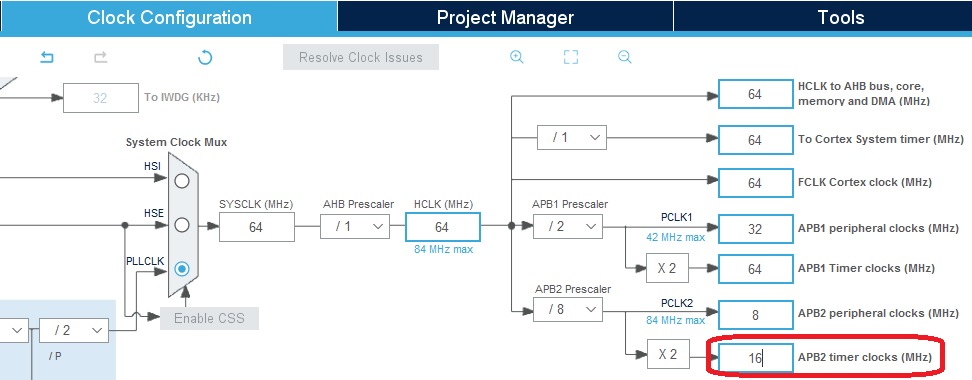 Clock Configuration
Project Manager
Tools
Resolve Clock Issues
32
To IWDG (KHz)
System Clock Mux
HSI
HSE
PLLCLK
Enable CSS
/ 2
/ P
SYSCLK (MHz)
64
AHB Prescaler
/ 1
HCLK (MHz)
64
84 MHz max
/ 1
APB1 Prescaler
/ 2
PCLK1
42 MHz max
X 2
APB2 Prescaler
/ 8
PCLK2
84 MHz max
X 2
64
HCLK to AHB bus, core,
memory and DMA (MHz)
64
To Cortex System timer (MHz)
64
FCLK Cortex clock (MHz)
32
APB1 peripheral clocks (MHz)
64
APB1 Timer clocks (MHz)
8
APB2 peripheral clocks (MHz)
16
APB2 timer clocks (MHz)